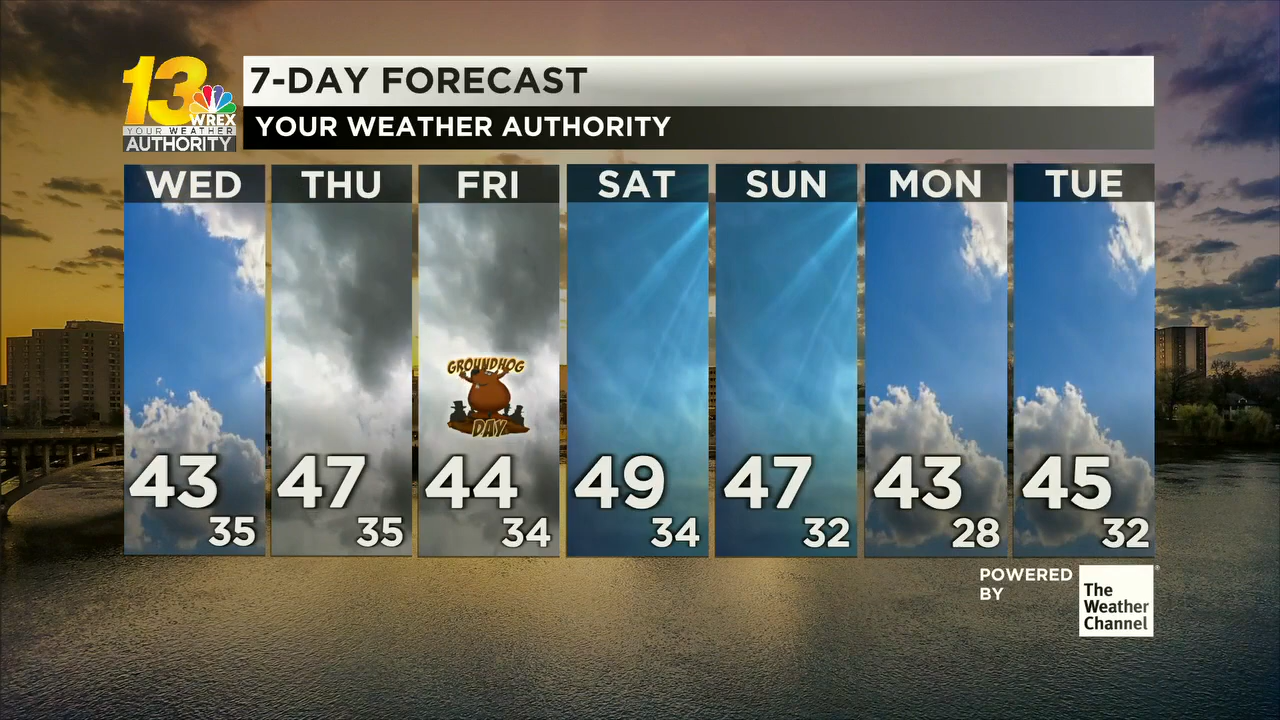 13
WREX
YOUR WEATHER
AUTHORITY
7-DAY FORECAST
YOUR WEATHER AUTHORITY
WED THU FRI SAT SUN MON TUE
GROUNDHOG
DAY
43 47 44 49 47 43 45
35 35 34 34 32 28 32
POWERED
BY
The
Weather
Channel